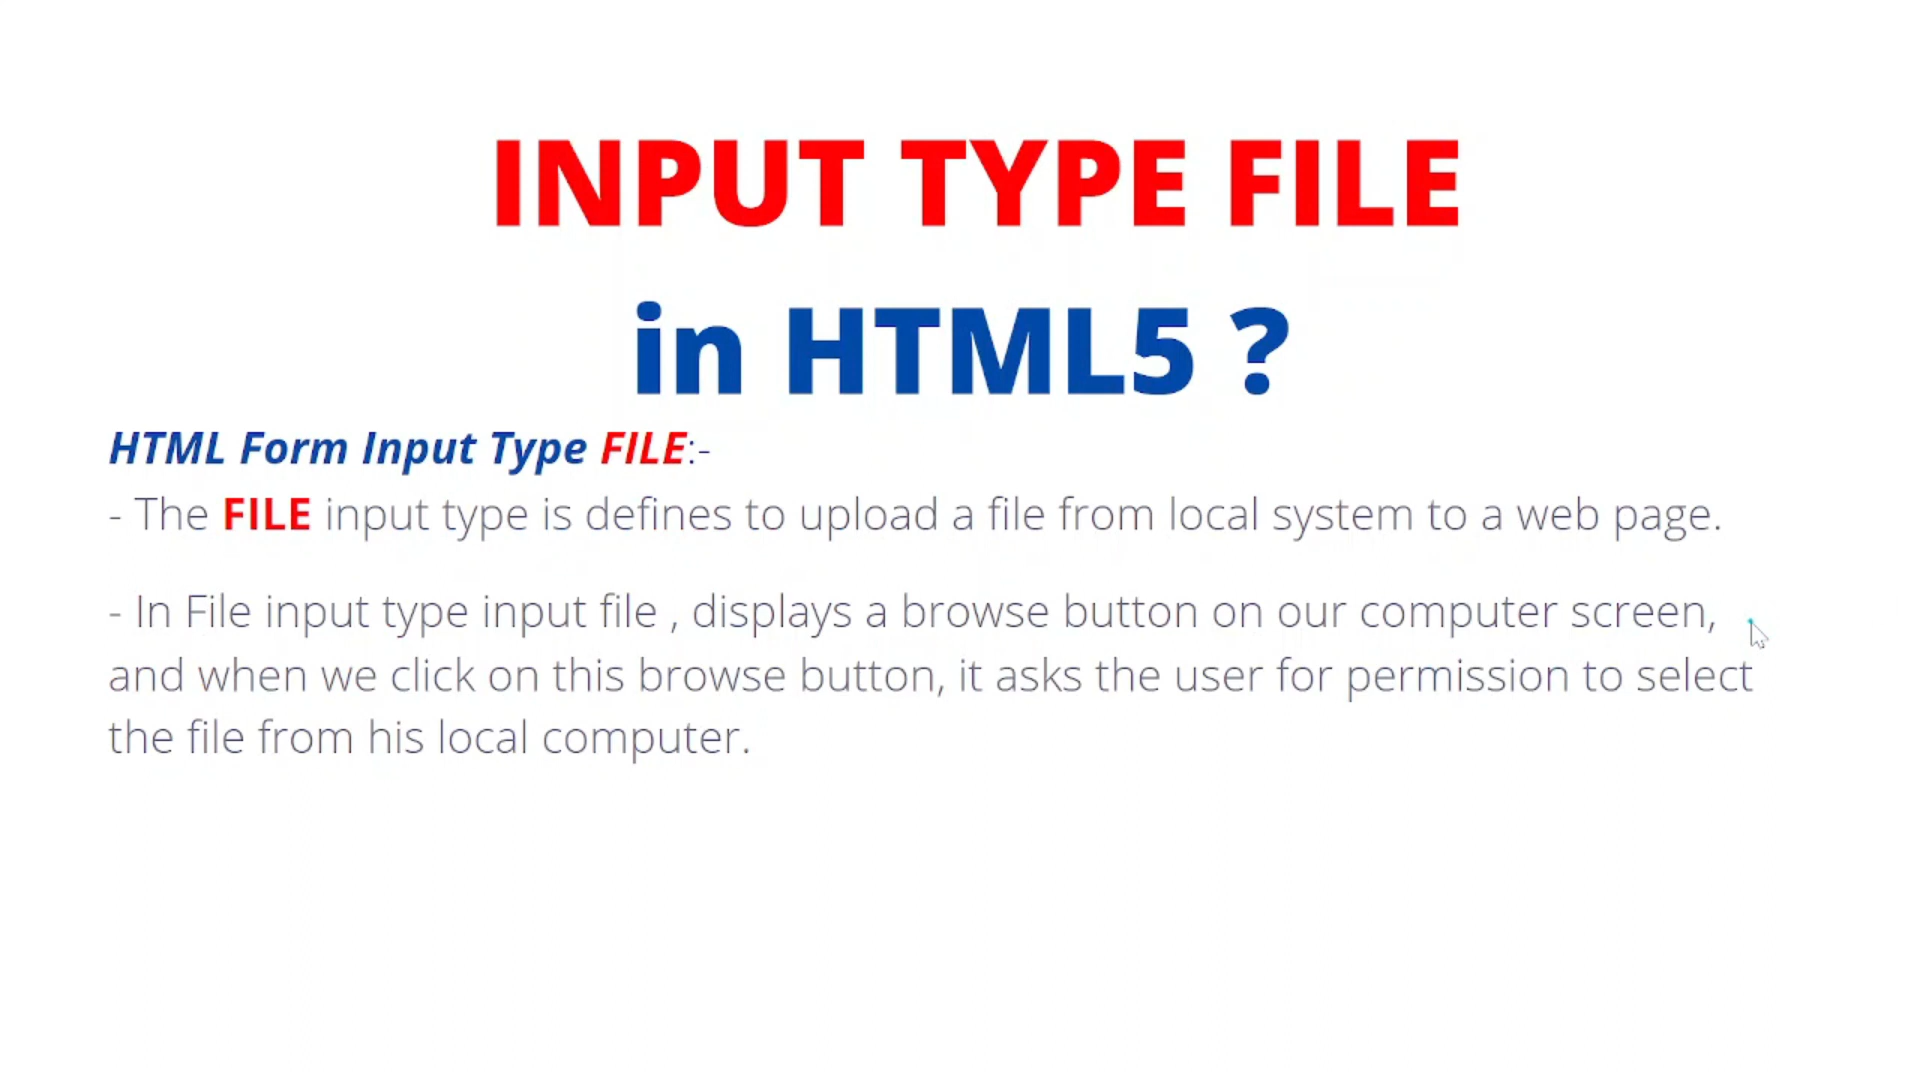 INPUT TYPE FILE
in HTML5 ?
HTML Form Input Type FILE:-
- The FILE input type is defines to upload a file from local system to a web page.
- In File input type input file , displays a browse button on our computer screen,
and when we click on this browse button, it asks the user for permission to select
the file from his local computer.